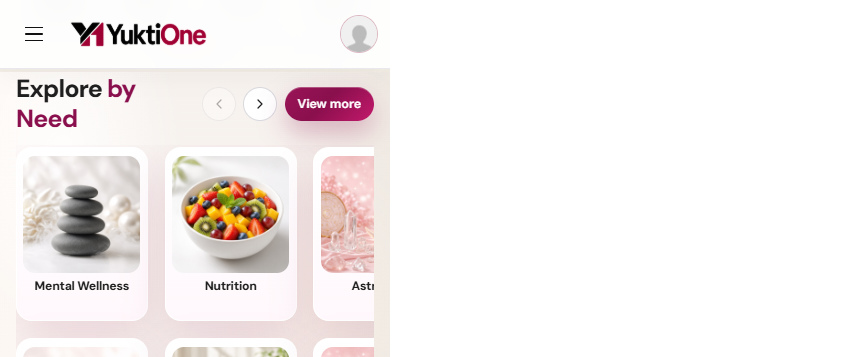 YuktiOne
Explore by
Need
View more
Mental Wellness
Nutrition